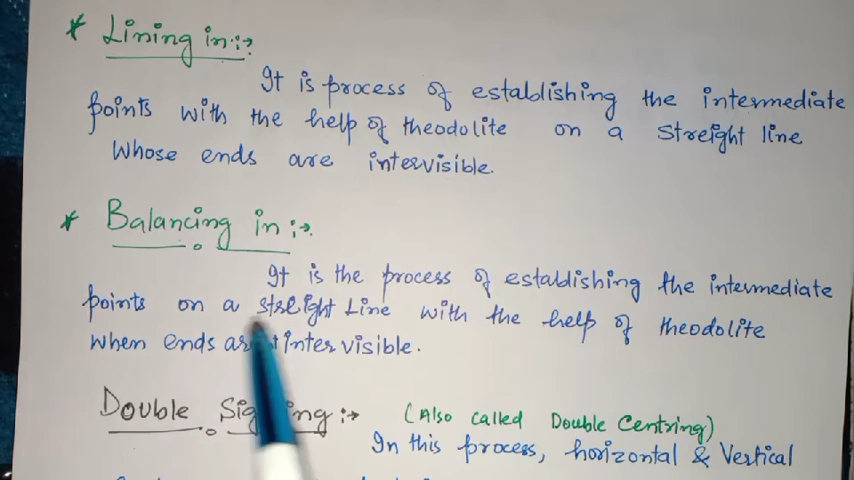 * Lining in:→
It is process of establishing the intermediate
points with the help of theodolite on a streight line
whose ends are intervisible.
* Balancing in:→
It is the process of establishing the intermediate
points on a streight Line with the help of theodolite
when ends intervisible.
Double :→ (Also called Double Centring)
In this process, horizontal & Vertical